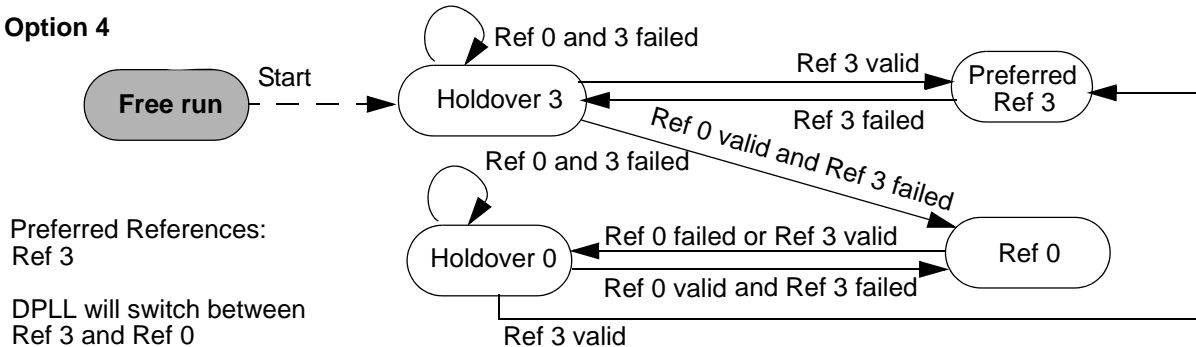 Option 4
Ref 0 and 3 failed
Start
Free run
Holdover 3
Ref 3 valid
Preferred
Ref 3
Ref 3 failed
Ref 0 valid and Ref 3 failed
Ref 0 and 3 failed
Preferred References:
Ref 3
Holdover 0
Ref 0 failed or Ref 3 valid
Ref 0
Ref 0 valid and Ref 3 failed
DPLL will switch between
Ref 3 and Ref 0
Ref 3 valid